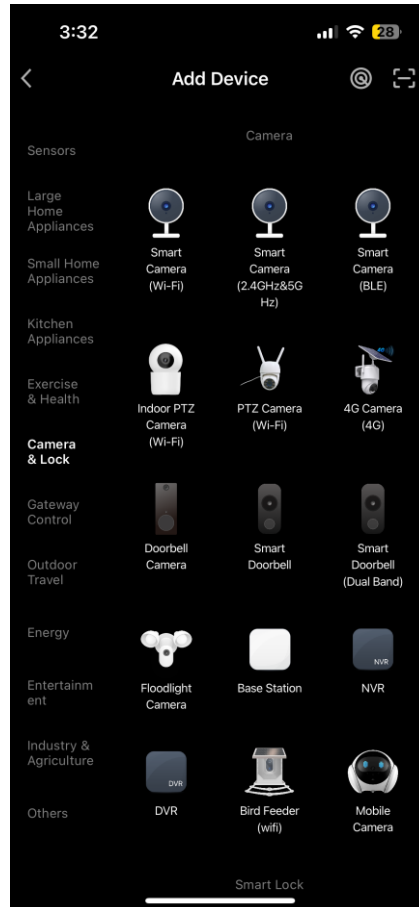 3:32
28
Add Device
Sensors
Large
Home
Appliances
Small Home
Appliances
Kitchen
Appliances
Exercise
& Health
Camera
& Lock
Gateway
Control
Outdoor
Travel
Energy
Entertainm
ent
Industry &
Agriculture
Others
Camera
Smart
Camera
(Wi-Fi)
Smart
Camera
(2.4GHz&5G
Hz)
Smart
Camera
(BLE)
Indoor PTZ
Camera
(Wi-Fi)
PTZ Camera
(Wi-Fi)
4G Camera
(4G)
Doorbell
Camera
Smart
Doorbell
Smart
Doorbell
(Dual Band)
Floodlight
Camera
Base Station
NVR
NVR
DVR
DVR
Bird Feeder
(wifi)
Mobile
Camera
Smart Lock